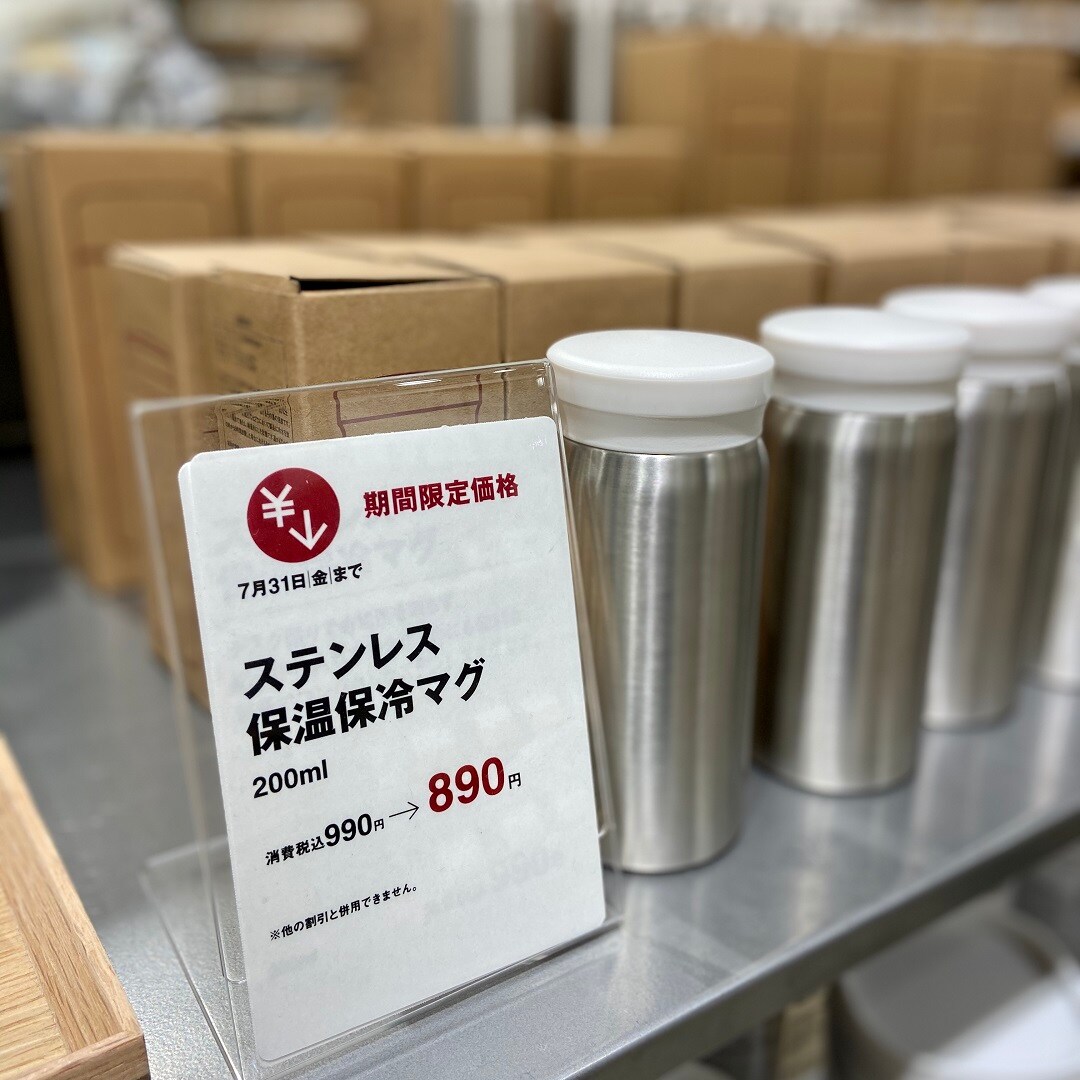 ¥↓
期間限定価格
7月31日|金|まで
ステンレス
保温保冷マグ
200ml
消費税込990円→890円
※他の割引と併用できません。